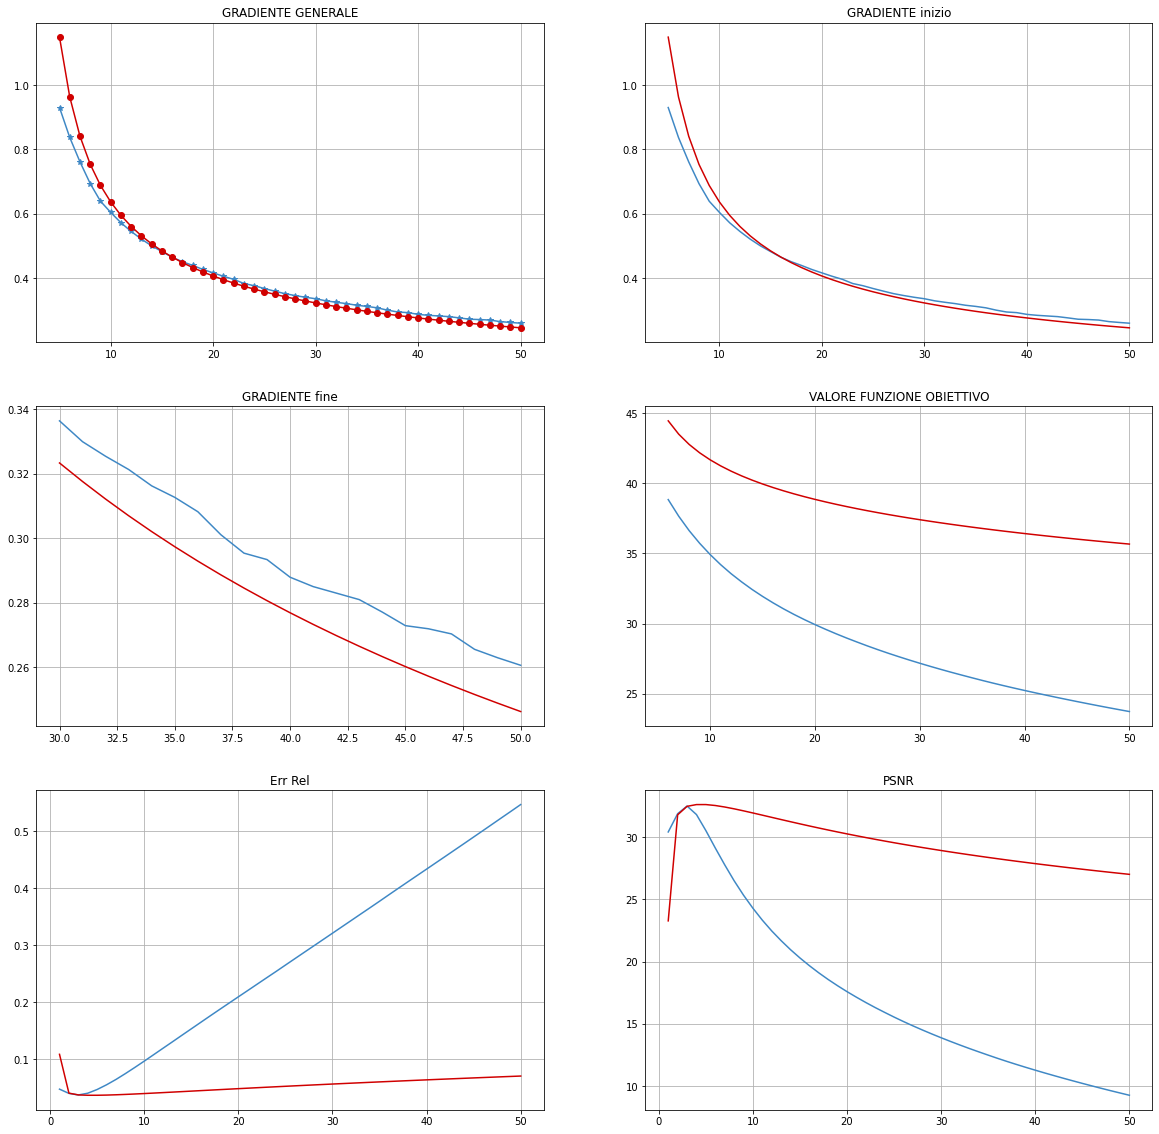 GRADIENTE GENERALE
1.0
0.8
0.6
0.4
10 20 30 40 50
GRADIENTE inizio
1.0
0.8
0.6
0.4
10 20 30 40 50
GRADIENTE fine
0.34
0.32
0.30
0.28
0.26
30.0 32.5 35.0 37.5 40.0 42.5 45.0 47.5 50.0
VALORE FUNZIONE OBIETTIVO
45
40
35
30
25
10 20 30 40 50
Err Rel
0.5
0.4
0.3
0.2
0.1
0 10 20 30 40 50
PSNR
30
25
20
15
10
0 10 20 30 40 50